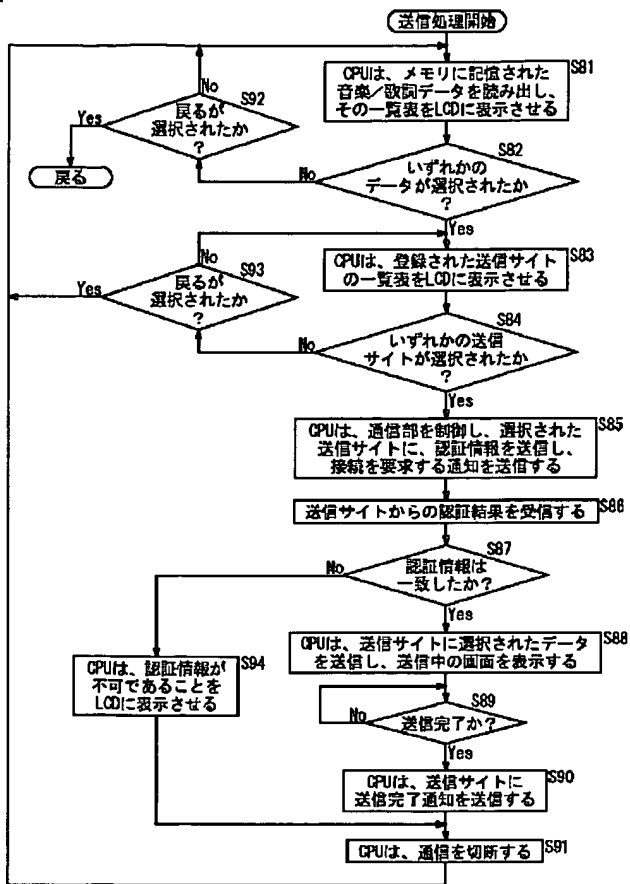 送信処理開始
S81
CPUは、メモリに記憶された
音楽/歌詞データを読み出し、
その一覧表をLCDに表示させる
No
S92
戻るが
選択されたか
?
Yes
戻る
S82
いずれかの
データが選択されたか
?
No
Yes
S83
CPUは、登録された送信サイト
の一覧表をLCDに表示させる
No
S93
戻るが
選択されたか
?
Yes
S84
いずれかの送信
サイトが選択されたか
?
No
Yes
S85
CPUは、通信部を制御し、選択された
送信サイトに、認証情報を送信し、
接続を要求する通知を送信する
S86
送信サイトからの認証結果を受信する
S87
認証情報は
一致したか?
No
Yes
S88
CPUは、送信サイトに選択されたデータ
を送信し、送信中の画面を表示する
S94
CPUは、認証情報が
不可であることを
LCDに表示させる
S89
送信完了か?
No
Yes
S90
CPUは、送信サイトに
送信完了通知を送信する
S91
CPUは、通信を切断する